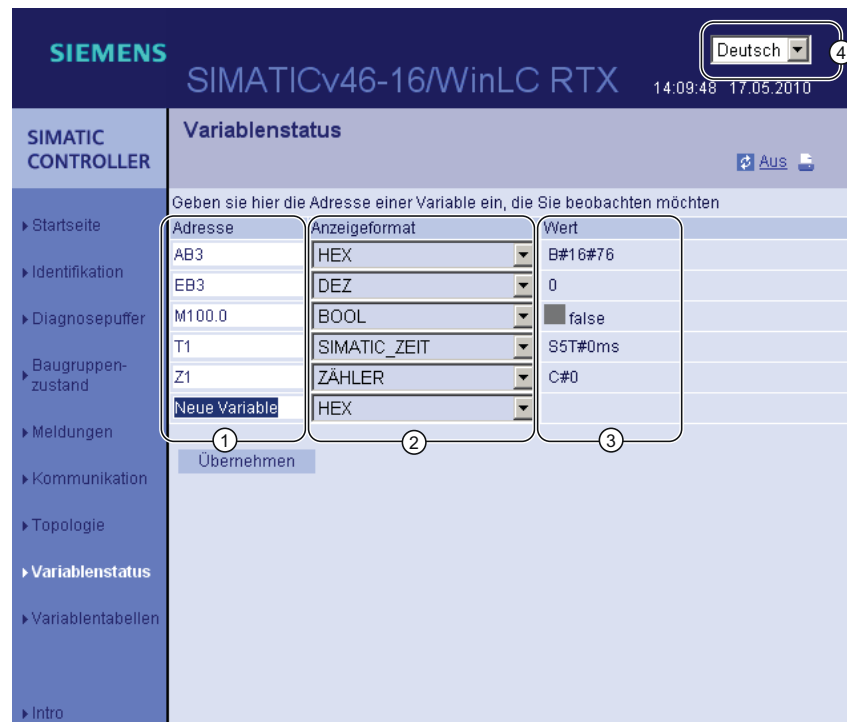 SIEMENS
SIMATICv46-16/WinLC RTX
Deutsch
4
14:09:48 17.05.2010
SIMATIC
CONTROLLER
Variablenstatus
Aus
Startseite
Identifikation
Diagnosepuffer
Baugruppen-
zustand
Meldungen
Kommunikation
Topologie
Variablenstatus
Variablentabellen
Intro
Geben sie hier die Adresse einer Variable ein, die Sie beobachten möchten
Adresse Anzeigeformat Wert
AB3 HEX B#16#76
EB3 DEZ 0
M100.0 BOOL false
T1 SIMATIC_ZEIT S5T#0ms
Z1 ZÄHLER C#0
Neue Variable HEX
1 2 3
Übernehmen